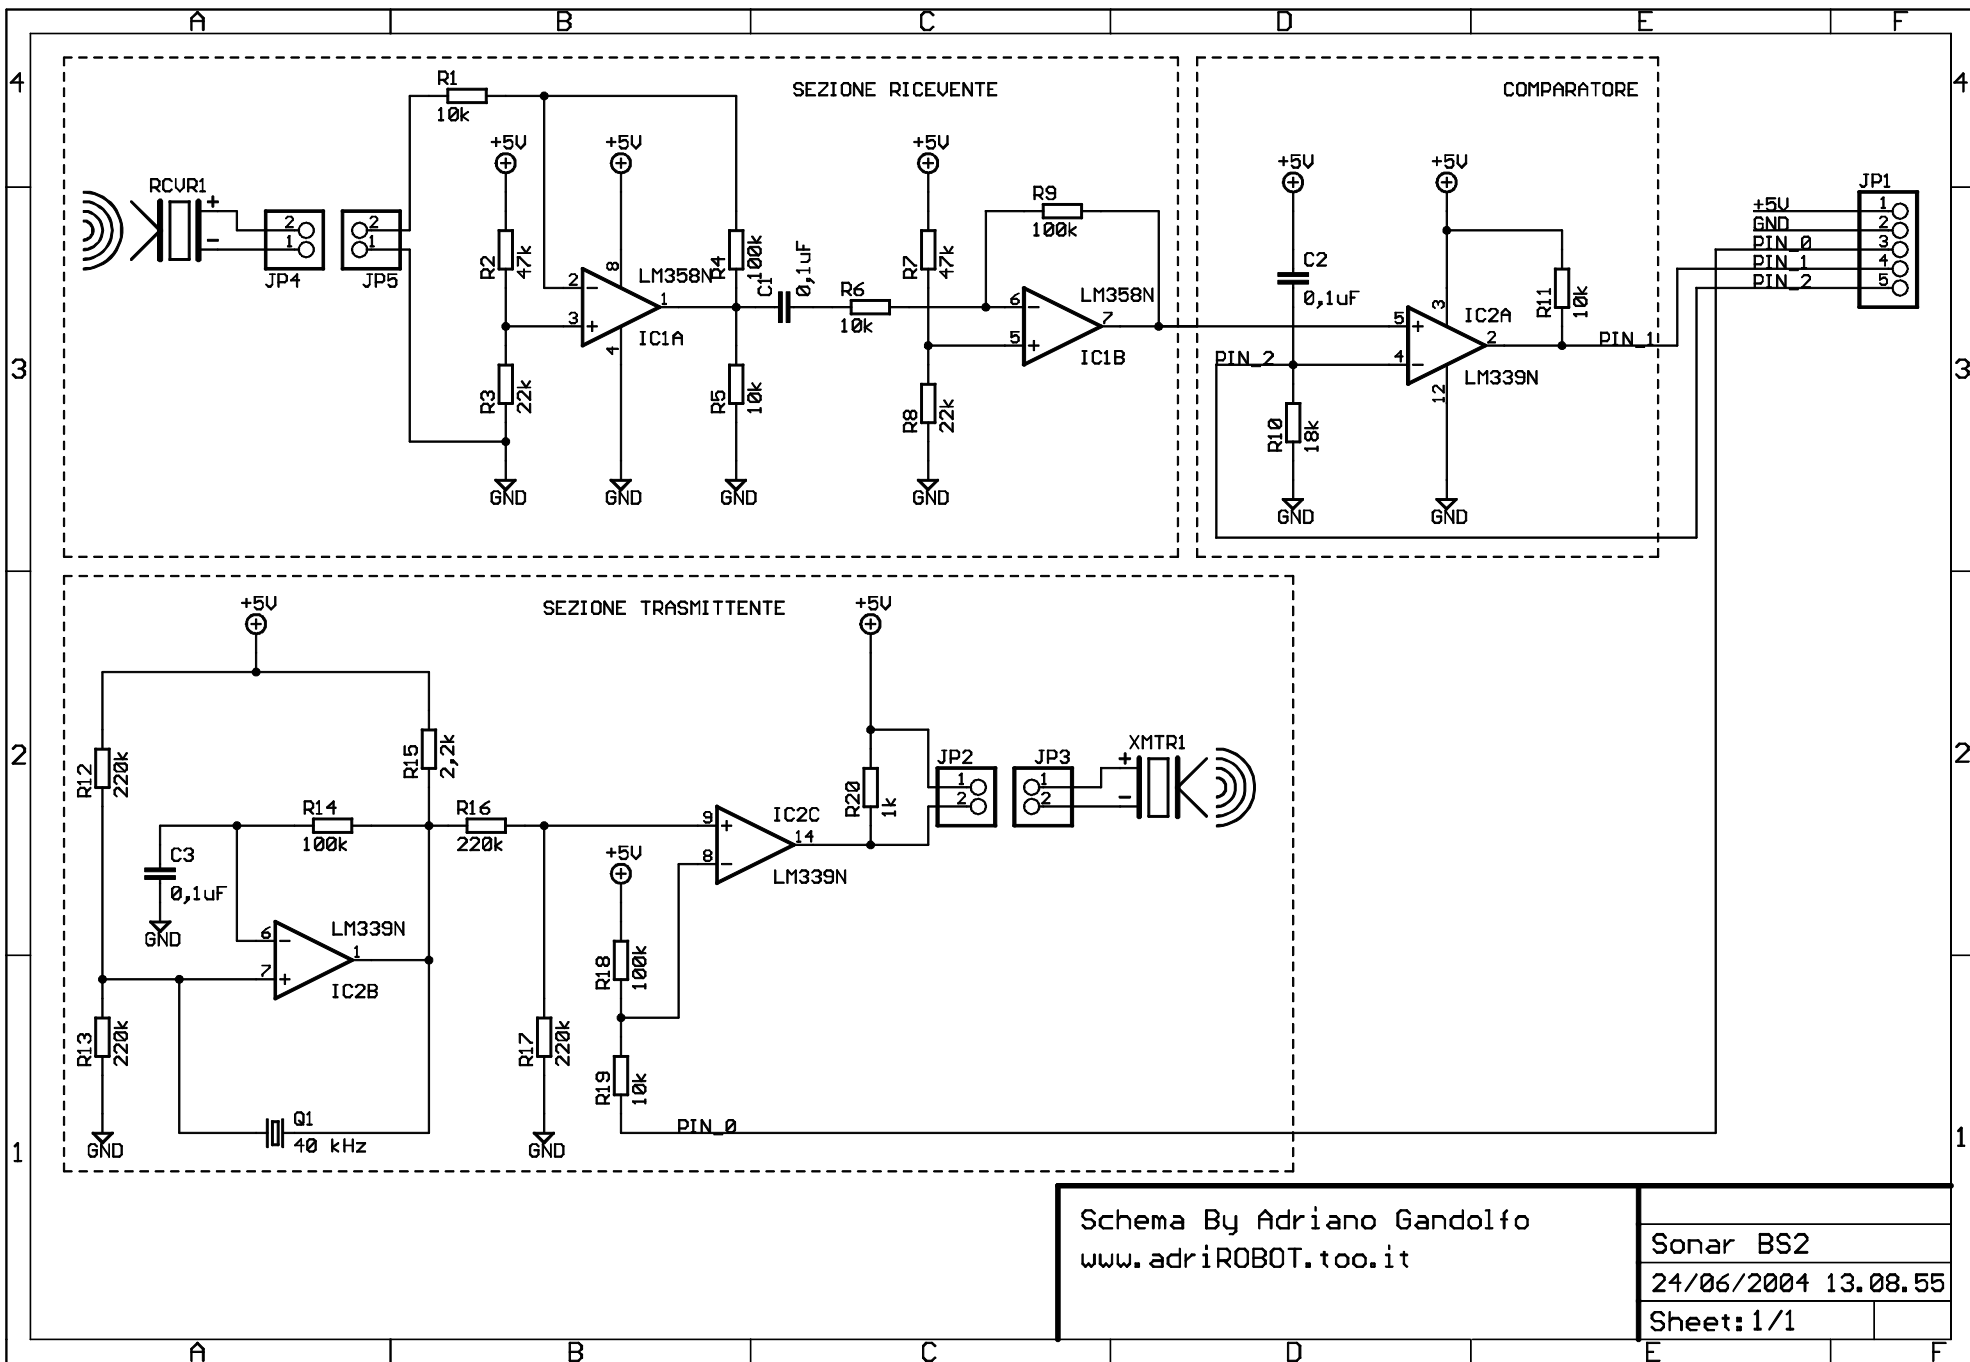 A B C D E F
4 4
SEZIONE RICEVENTE
COMPARATORE
R1
10k
+5V
+5V
+5V
+5V
+5V
RCVR1
+
-
2
1
JP4
2
1
JP5
R2
47k
R3
22k
2
3
8
4
1
LM358N
IC1A
R4
100k
R5
10k
C1
0,1uF
R6
10k
R7
47k
R8
22k
R9
100k
6
5
7
LM358N
IC1B
C2
0,1uF
PIN_2
R10
18k
5
4
3
12
2
IC2A
LM339N
R11
10k
PIN_1
JP1
+5V 1
GND 2
PIN_0 3
PIN_1 4
PIN_2 5
GND
GND
GND
GND
GND
GND
3 3
SEZIONE TRASMITTENTE
+5V
+5V
2 2
R12
220k
R15
2,2k
R14
100k
R16
220k
C3
0,1uF
GND
6
7
1
LM339N
IC2B
R13
220k
GND
Q1
40 kHz
R17
220k
GND
+5V
R18
100k
R19
10k
PIN_0
9
8
14
IC2C
LM339N
R20
1k
JP2
1
2
JP3
1
2
XMTR1
+
-
1 1
Schema By Adriano Gandolfo
www.adriROBOT.too.it
Sonar BS2
24/06/2004 13.08.55
Sheet: 1/1
A B C D E F